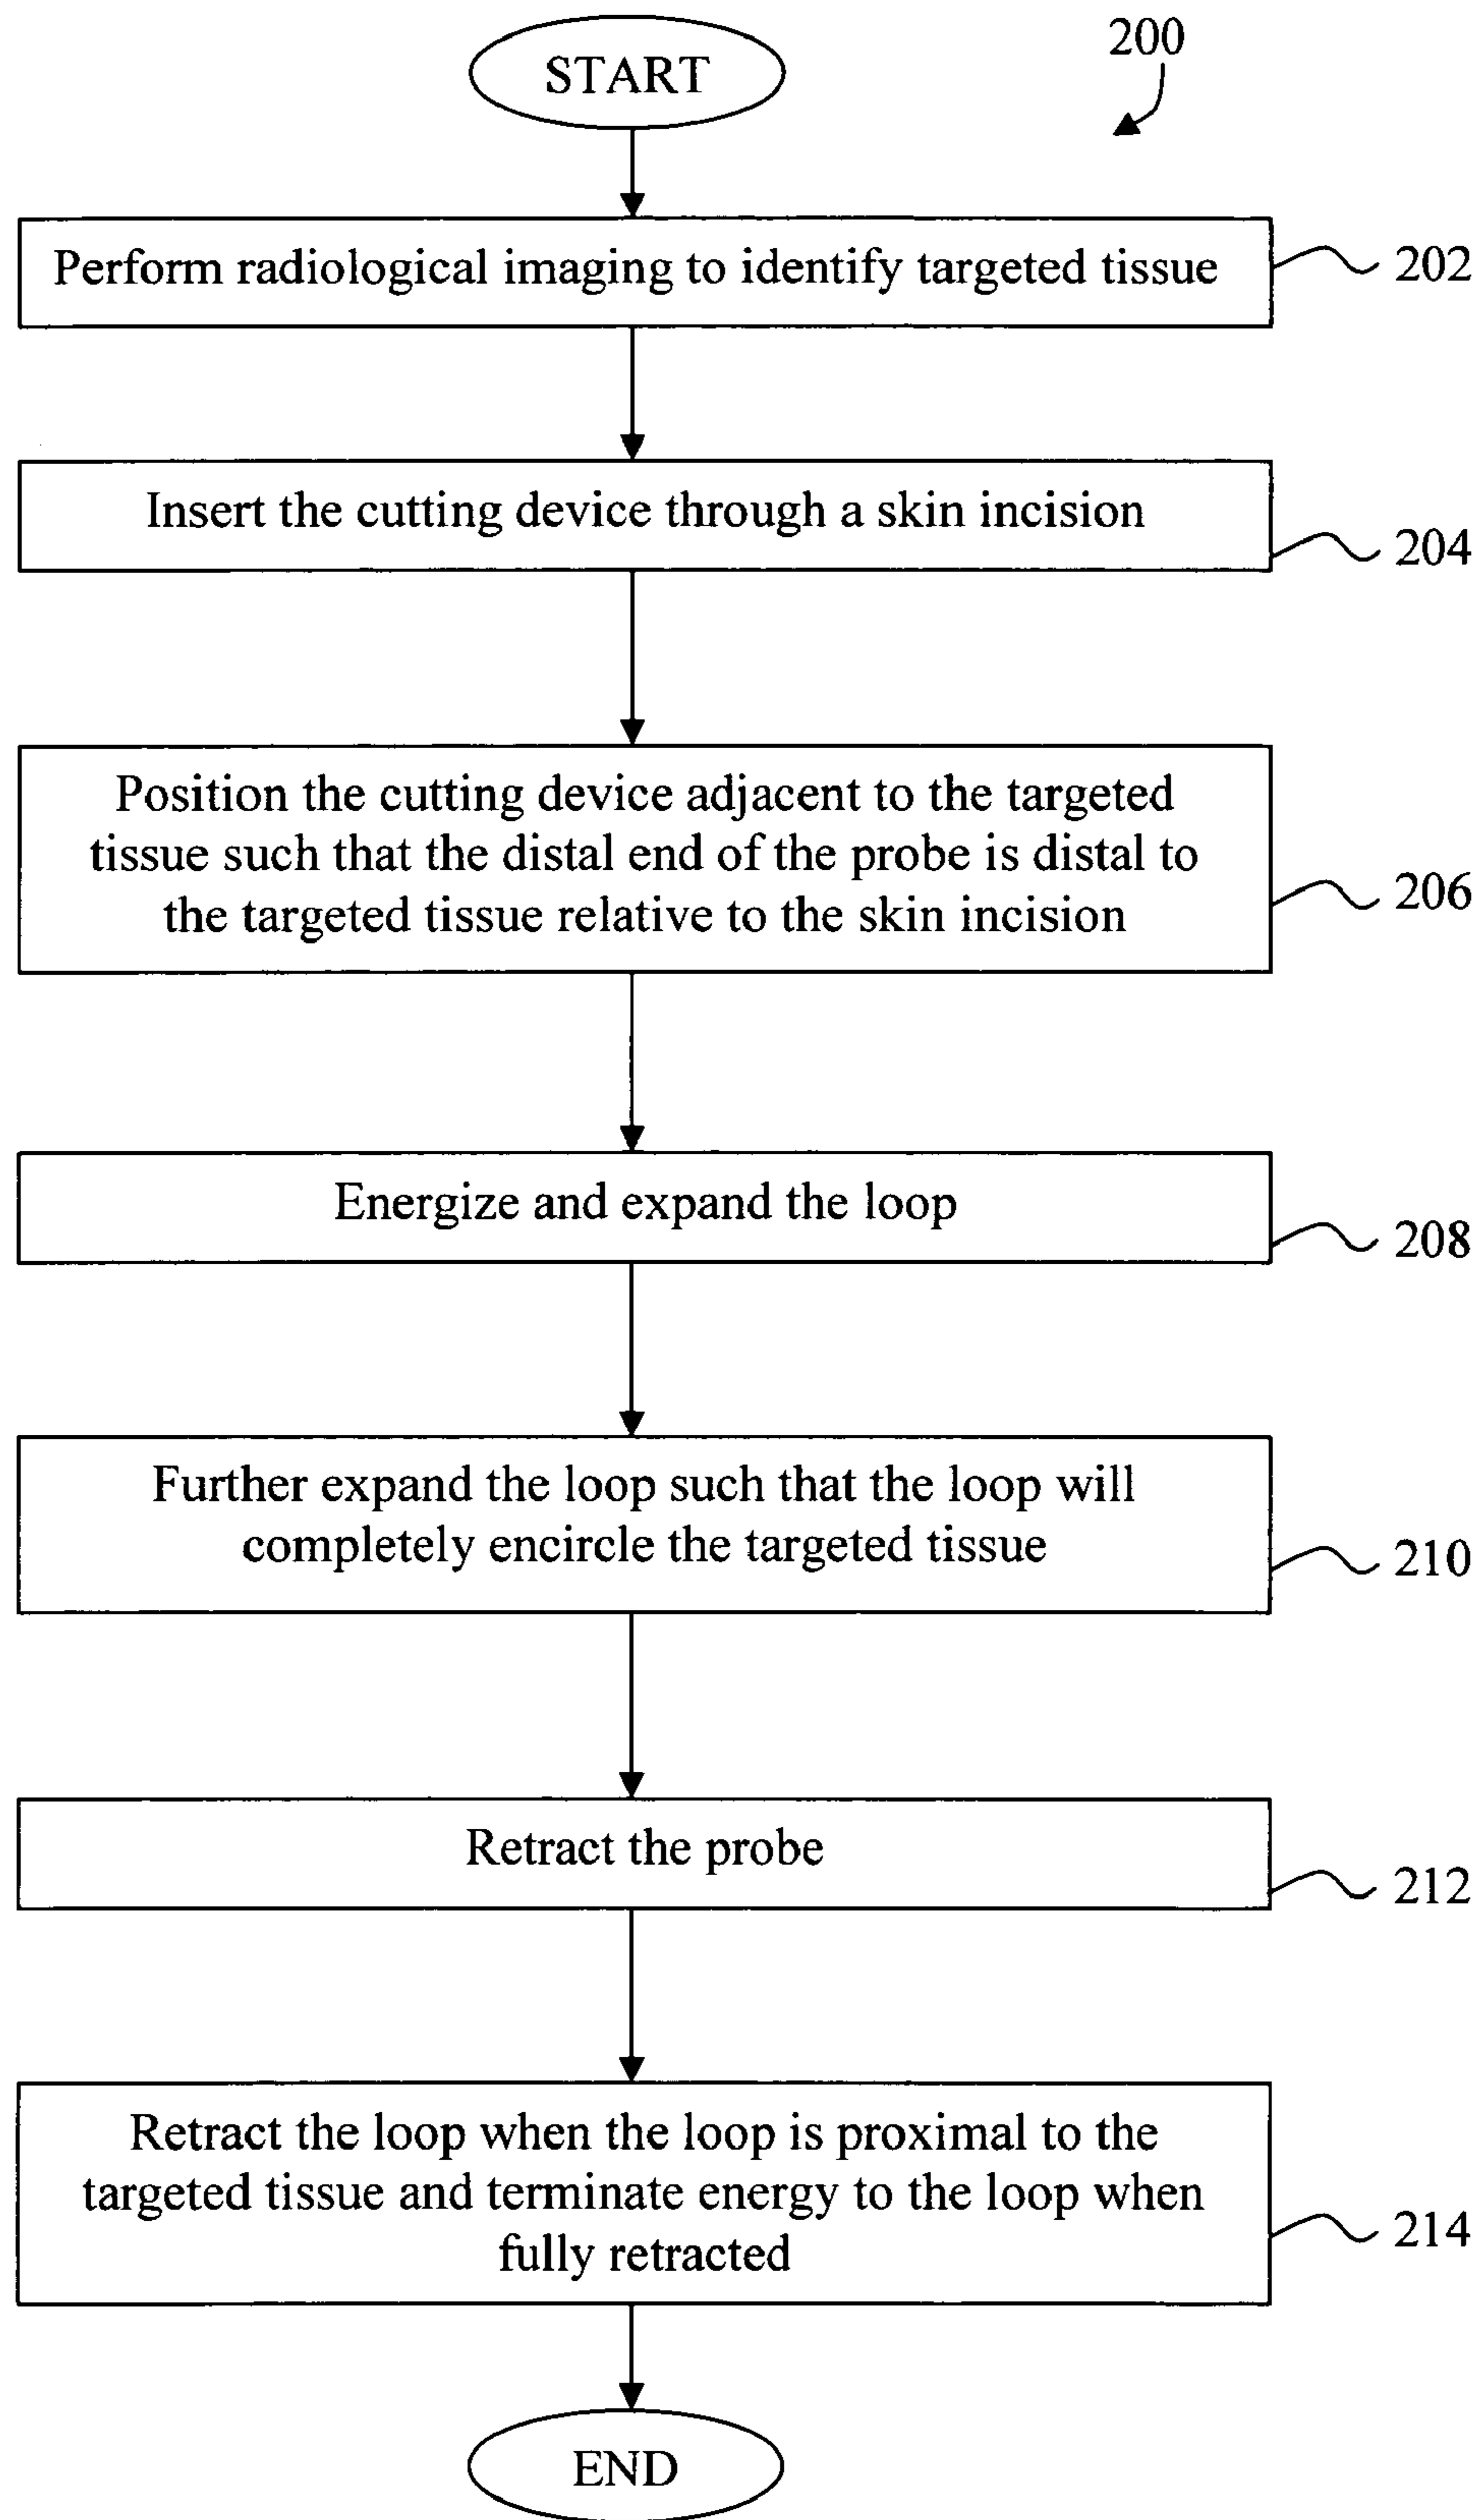 START
200
Perform radiological imaging to identify targeted tissue
202
Insert the cutting device through a skin incision
204
Position the cutting device adjacent to the targeted
tissue such that the distal end of the probe is distal to
the targeted tissue relative to the skin incision
206
Energize and expand the loop
208
Further expand the loop such that the loop will
completely encircle the targeted tissue
210
Retract the probe
212
Retract the loop when the loop is proximal to the
targeted tissue and terminate energy to the loop when
fully retracted
214
END